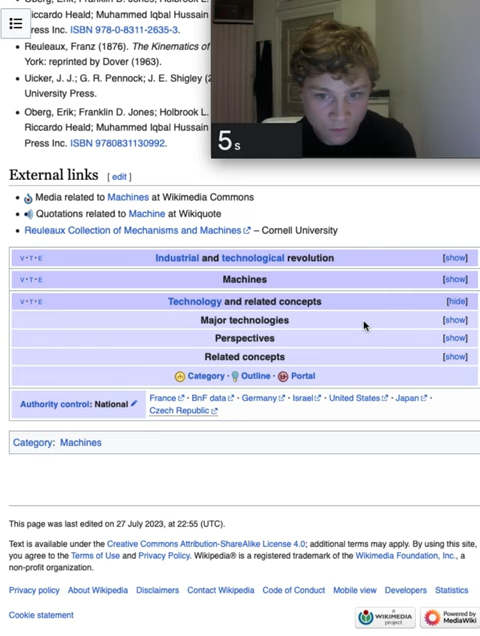 Oberg, Erik; Franklin D. Jones; Holbrook L.
Riccardo Heald; Muhammed Iqbal Hussain
Press Inc. ISBN 978-0-8311-2635-3.
Reuleaux, Franz (1876). The Kinematics of
York: reprinted by Dover (1963).
Uicker, J. J.; G. R. Pennock; J. E. Shigley (2
University Press.
Oberg, Erik; Franklin D. Jones; Holbrook L.
Riccardo Heald; Muhammed Iqbal Hussain
Press Inc. ISBN 9780831130992.
5 s
External links [ edit ]
Media related to Machines at Wikimedia Commons
Quotations related to Machine at Wikiquote
Reuleaux Collection of Mechanisms and Machines – Cornell University
V·T·E Industrial and technological revolution [show]
Machines [show]
V·T·E Technology and related concepts [hide]
Major technologies [show]
Perspectives [show]
Related concepts [show]
Category · Outline · Portal
Authority control: National
France · BnF data · Germany · Israel · United States · Japan ·
Czech Republic
Category: Machines
This page was last edited on 27 July 2023, at 22:55 (UTC).
Text is available under the Creative Commons Attribution-ShareAlike License 4.0; additional terms may apply. By using this site,
you agree to the Terms of Use and Privacy Policy. Wikipedia® is a registered trademark of the Wikimedia Foundation, Inc., a
non-profit organization.
Privacy policy About Wikipedia Disclaimers Contact Wikipedia Code of Conduct Mobile view Developers Statistics
Cookie statement
a WIKIMEDIA project
Powered by MediaWiki